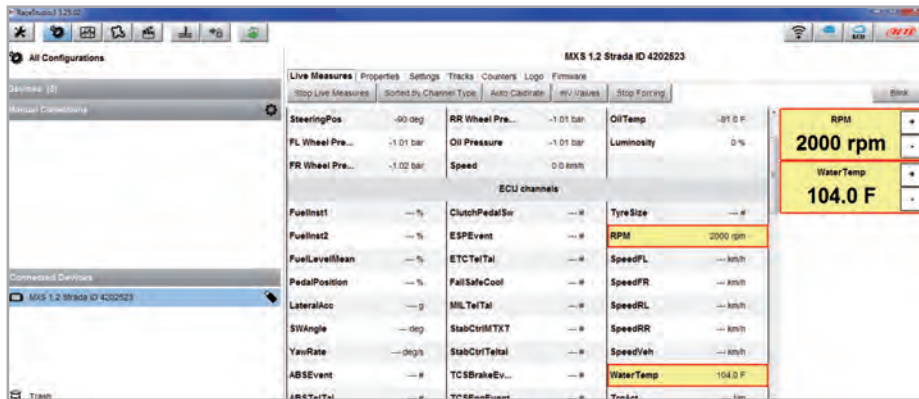 RaceStudio3 3.25.02
All Configurations
MXS 1.2 Strada ID 4202523
Live Measures Properties Settings Tracks Counters Logo Firmware
Stop Live Measures Sorted by Channel Type Auto Calibrate mV Values Stop Forcing Blink
Manual Connections
SteeringPos -90 deg RR Wheel Pre... -1.01 bar OilTemp -91.0 F
FL Wheel Pre... -1.01 bar Oil Pressure -1.01 bar Luminosity 0 %
FR Wheel Pre... -1.02 bar Speed 0.0 km/h
ECU channels
FuelInst1 --- % ClutchPedalSw --- # TyreSize --- #
FuelInst2 --- % ESPEvent --- # RPM 2000 rpm
FuelLevelMean --- % ETCTelTal --- # SpeedFL --- km/h
PedalPosition --- % FailSafeCool --- # SpeedFR --- km/h
LateralAcc --- g MILTelTal --- # SpeedRL --- km/h
SWAngle --- deg StabCtrlMTXT --- # SpeedRR --- km/h
YawRate --- deg/s StabCtrlTeltal --- # SpeedVeh --- km/h
ABSEvent --- # TCSBrakeEv... --- # WaterTemp 104.0 F
ABSTelTal --- # TCSEngEvent
RPM +
2000 rpm -
WaterTemp +
104.0 F -
Connected Devices
MXS 1.2 Strada ID 4202523
Trash
ECU